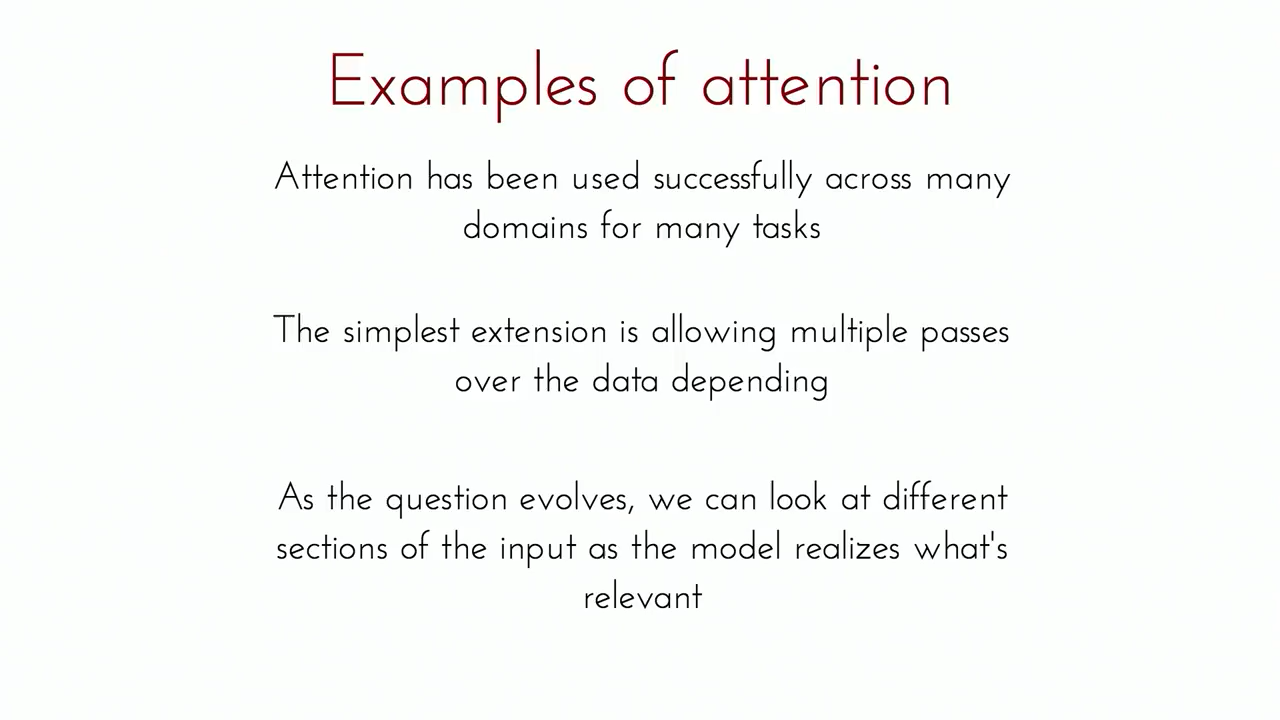 Examples of attention
Attention has been used successfully across many
domains for many tasks
The simplest extension is allowing multiple passes
over the data depending
As the question evolves, we can look at different
sections of the input as the model realizes what's
relevant